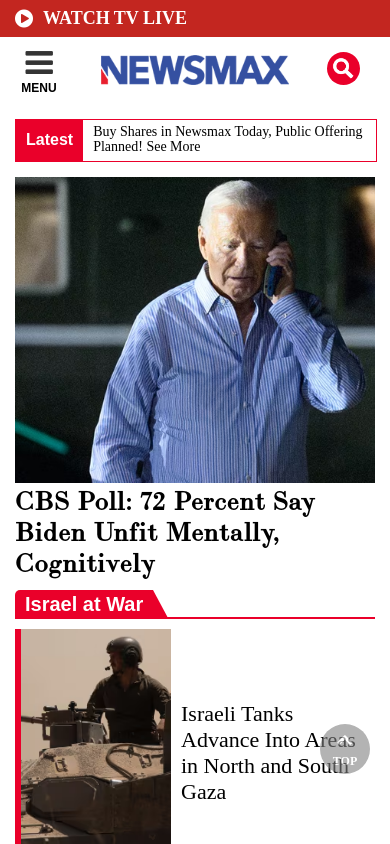 WATCH TV LIVE
MENU
NEWSMAX
Latest
Buy Shares in Newsmax Today, Public Offering
Planned! See More
CBS Poll: 72 Percent Say
Biden Unfit Mentally,
Cognitively
Israel at War
Israeli Tanks
Advance Into Areas
in North and South
Gaza
TOP